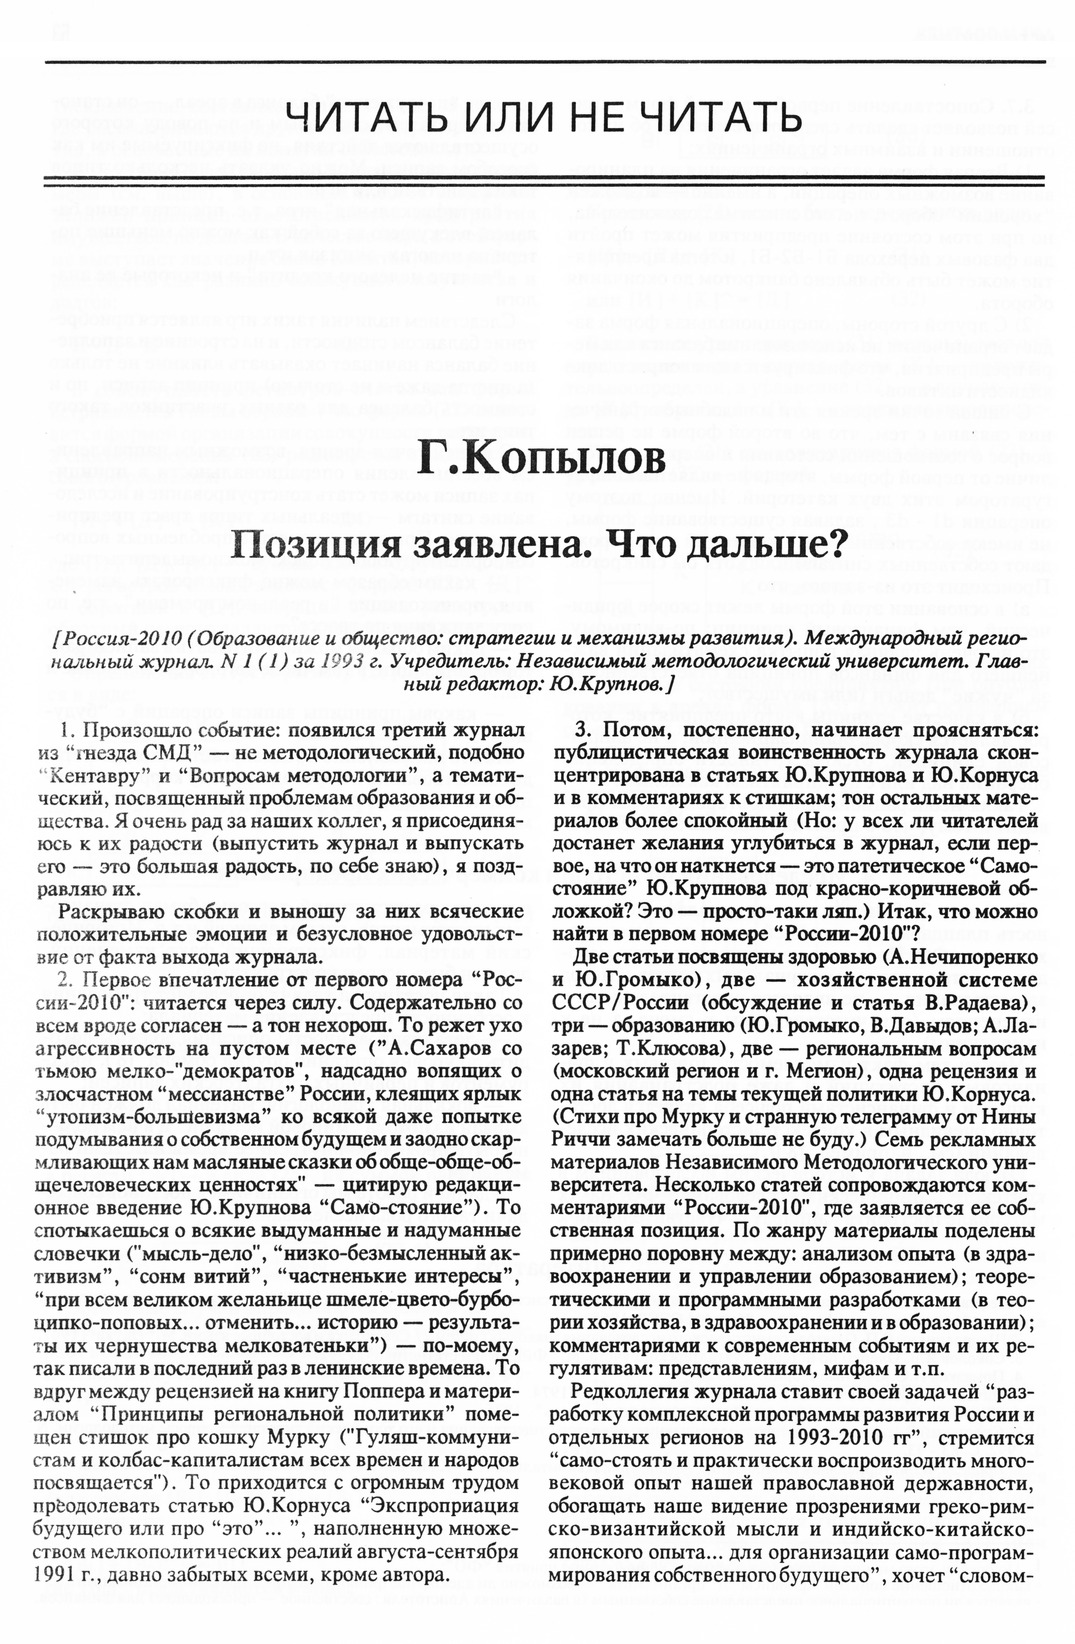 ЧИТАТЬ ИЛИ НЕ ЧИТАТЬ
Г.Копылов
Позиция заявлена. Что дальше?
[Россия-2010 (Образование и общество: стратегии и механизмы развития). Международный регио-
нальный журнал. N 1 (1) за 1993 г. Учредитель: Независимый методологический университет. Глав-
ный редактор: Ю.Крупнов.]
1. Произошло событие: появился третий журнал
из “гнезда СМД” — не методологический, подобно
“Кентавру” и “Вопросам методологии”, а темати-
ческий, посвященный проблемам образования и об-
щества. Я очень рад за наших коллег, я присоединя-
юсь к их радости (выпустить журнал и выпускать
его — это большая радость, по себе знаю), я позд-
равляю их.
Раскрываю скобки и выношу за них всяческие
положительные эмоции и безусловное удовольст-
вие от факта выхода журнала.
2. Первое впечатление от первого номера “Рос-
сии-2010": читается через силу. Содержательно со
всем вроде согласен — а тон нехорош. То режет ухо
агрессивность на пустом месте (”А.Сахаров со
тьмою мелко-"демократов", надсадно вопящих о
злосчастном “мессианстве” России, клеящих ярлык
“утопизм-большевизма” ко всякой даже попытке
подумывания о собственном будущем и заодно скар-
мливающих нам масляные сказки об обще-обще-об-
щечеловеческих ценностях" — цитирую редакци-
онное введение Ю.Крупнова “Само-стояние”). То
спотыкаешься о всякие выдуманные и надуманные
словечки ("мысль-дело", “низко-безмысленный ак-
тивизм”, “сонм витий”, “частненькие интересы”,
“при всем великом желаньице шмеле-цвето-бурбо-
ципко-поповых... отменить... историю — результа-
ты их чернушества мелковатеньки”) — по-моему,
так писали в последний раз в ленинские времена. То
вдруг между рецензией на книгу Поппера и матери-
алом “Принципы региональной политики” поме-
щен стишок про кошку Мурку ("Гуляш-коммуни-
стам и колбас-капиталистам всех времен и народов
посвящается"). То приходится с огромным трудом
преодолевать статью Ю.Корнуса “Экспроприация
будущего или про “это”... ”, наполненную множе-
ством мелкополитических реалий августа-сентября
1991 г., давно забытых всеми, кроме автора.
3. Потом, постепенно, начинает проясняться:
публицистическая воинственность журнала скон-
центрирована в статьях Ю.Крупнова и Ю.Корнуса
и в комментариях к стишкам; тон остальных мате-
риалов более спокойный (Но: у всех ли читателей
достанет желания углубиться в журнал, если пер-
вое, на что он наткнется — это патетическое “Само-
стояние” Ю.Крупнова под красно-коричневой об-
ложкой? Это — просто-таки ляп.) Итак, что можно
найти в первом номере “России-2010"?
Две статьи посвящены здоровью (А.Нечипоренко
и Ю.Громыко), две — хозяйственной системе
СССР/России (обсуждение и статья В.Радаева),
три — образованию (Ю.Громыко, В.Давыдов; А.Ла-
зарев; Т.Клюсова), две — региональным вопросам
(московский регион и г. Мегион), одна рецензия и
одна статья на темы текущей политики Ю.Корнуса.
(Стихи про Мурку и странную телеграмму от Нины
Риччи замечать больше не буду.) Семь рекламных
материалов Независимого Методологического уни-
верситета. Несколько статей сопровождаются ком-
ментариями “России-2010", где заявляется ее соб-
ственная позиция. По жанру материалы поделены
примерно поровну между: анализом опыта (в здра-
воохранении и управлении образованием); теоре-
тическими и программными разработками (в тео-
рии хозяйства, в здравоохранении и в образовании);
комментариями к современным событиям и их ре-
гулятивам: представлениям, мифам и т.п.
Редколлегия журнала ставит своей задачей “раз-
работку комплексной программы развития России и
отдельных регионов на 1993-2010 гг”, стремится
“само-стоять и практически воспроизводить много-
вековой опыт нашей православной державности,
обогащать наше видение прозрениями греко-рим-
ско-византийской мысли и индийско-китайско-
японского опыта... для организации само-програм-
мирования собственного будущего”, хочет “словом-